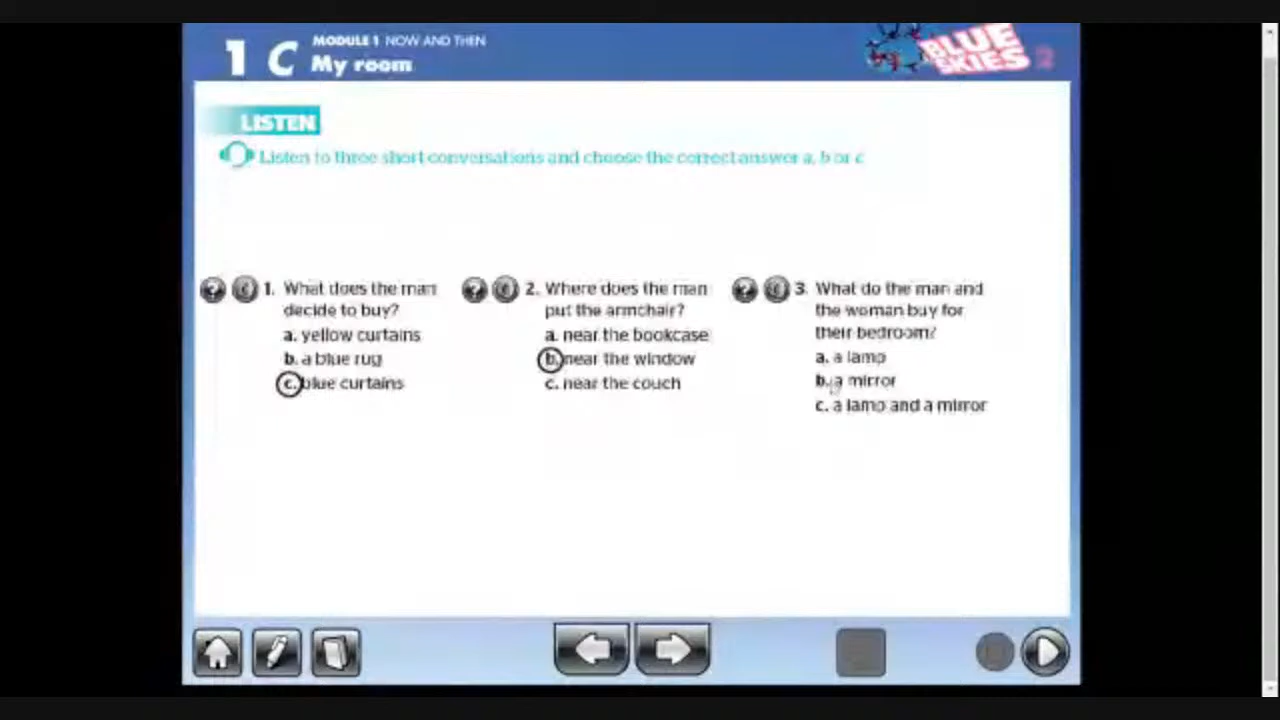 1 C MODULE 1 NOW AND THEN
My room
BLUE
SKIES 2
LISTEN
Listen to three short conversations and choose the correct answer a, b or c
1. What does the man
decide to buy?
a. yellow curtains
b. a blue rug
c. blue curtains
2. Where does the man
put the armchair?
a. near the bookcase
b. near the window
c. near the couch
3. What do the man and
the woman buy for
their bedroom?
a. a lamp
b. a mirror
c. a lamp and a mirror